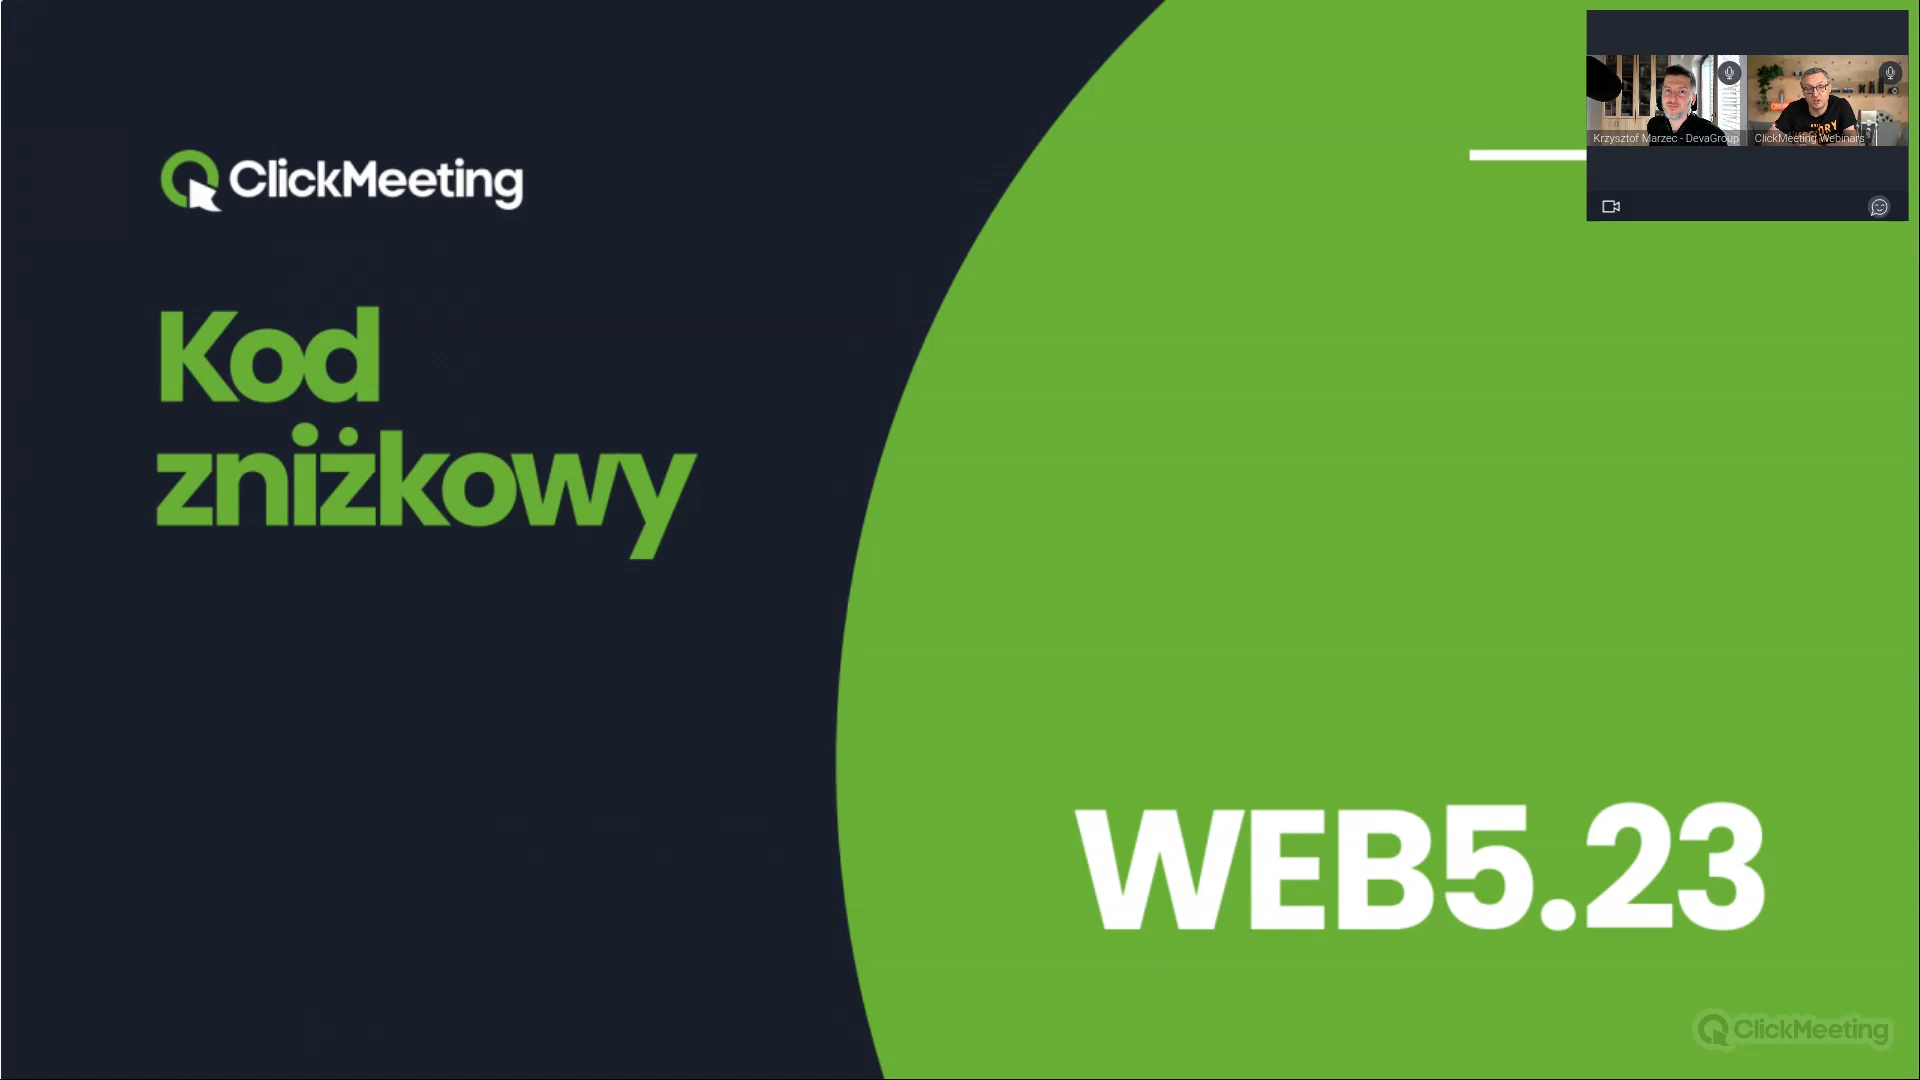 ClickMeeting
Kod
zniżkowy
WEB5.23
Krzysztof Marzec - DevaGroup
ClickMeeting Webinars
ClickMeeting